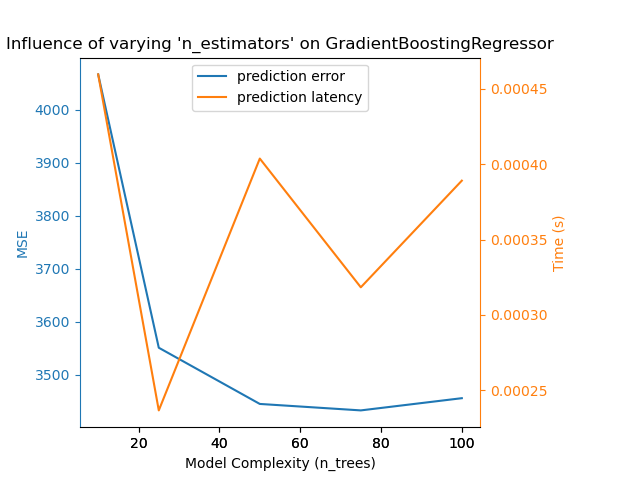 Influence of varying 'n_estimators' on GradientBoostingRegressor
prediction error
prediction latency
4000
3900
3800
3700
3600
3500
MSE
0.00045
0.00040
0.00035
0.00030
0.00025
Time (s)
20 40 60 80 100
Model Complexity (n_trees)